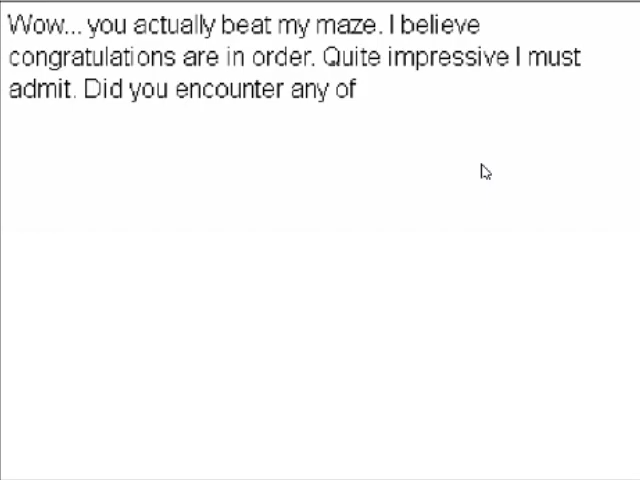 Wow... you actually beat my maze. I believe
congratulations are in order. Quite impressive I must
admit. Did you encounter any of